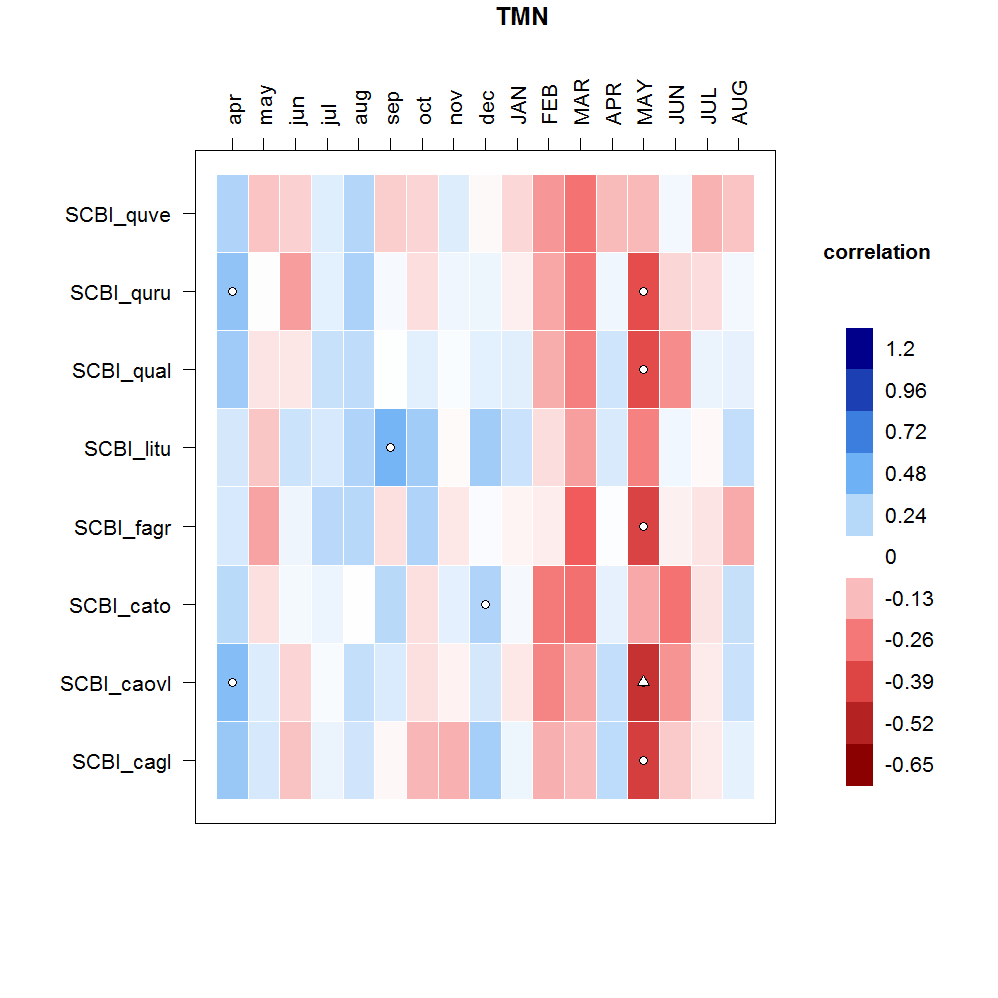 TMN
apr may jun jul aug sep oct nov dec JAN FEB MAR APR MAY JUN JUL AUG
SCBI_quve
SCBI_quru
SCBI_qual
SCBI_litu
SCBI_fagr
SCBI_cato
SCBI_caovl
SCBI_cagl
correlation
1.2
0.96
0.72
0.48
0.24
0
-0.13
-0.26
-0.39
-0.52
-0.65